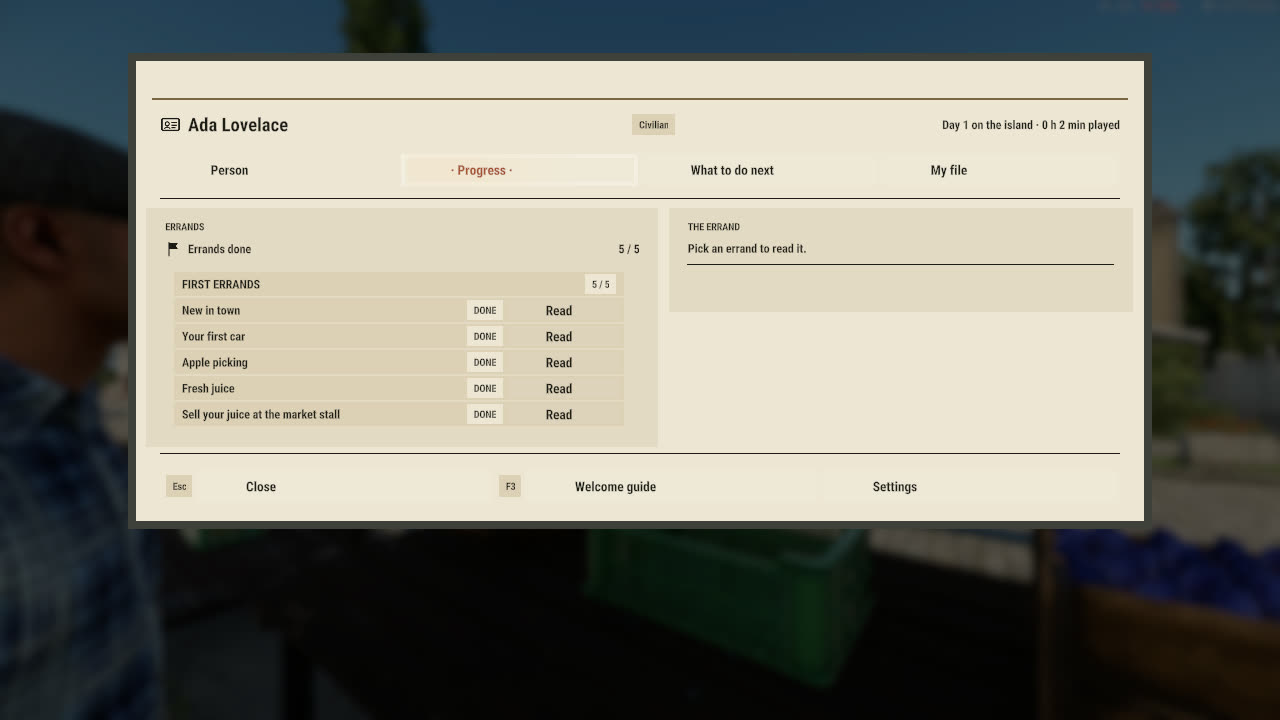 Ada Lovelace
Civilian
Day 1 on the island · 0 h 2 min played
Person
· Progress ·
What to do next
My file
ERRANDS
Errands done
5 / 5
FIRST ERRANDS
5 / 5
New in town DONE Read
Your first car DONE Read
Apple picking DONE Read
Fresh juice DONE Read
Sell your juice at the market stall DONE Read
THE ERRAND
Pick an errand to read it.
Esc Close
F3 Welcome guide
Settings